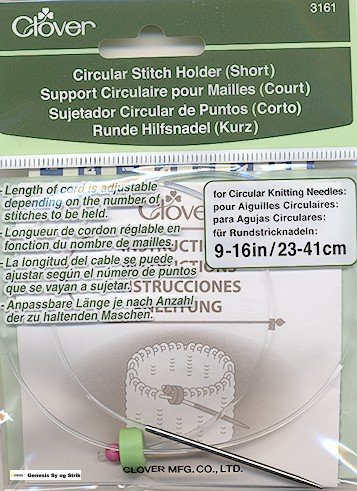 3161
Clover
Circular Stitch Holder (Short)
Support Circulaire pour Mailles (Court)
Sujetador Circular de Puntos (Corto)
Runde Hilfsnadel (Kurz)
- Length of cord is adjustable
depending on the number of
stitches to be held.
- Longueur de cordon réglable en
fonction du nombre de mailles
- La longitud del cable se puede
ajustar según el número de puntos
que se vayan a sujetar.
- Anpassbare Länge je nach Anzahl
der zu haltenden Maschen.
for Circular Knitting Needles:
pour Aiguilles Circulaires:
para Agujas Circulares:
für Rundstricknadeln:
9-16in/23-41cm
Clover
INSTRUCTIONS
CLOVER MFG.CO., LTD.
Genesis Sy og Strik